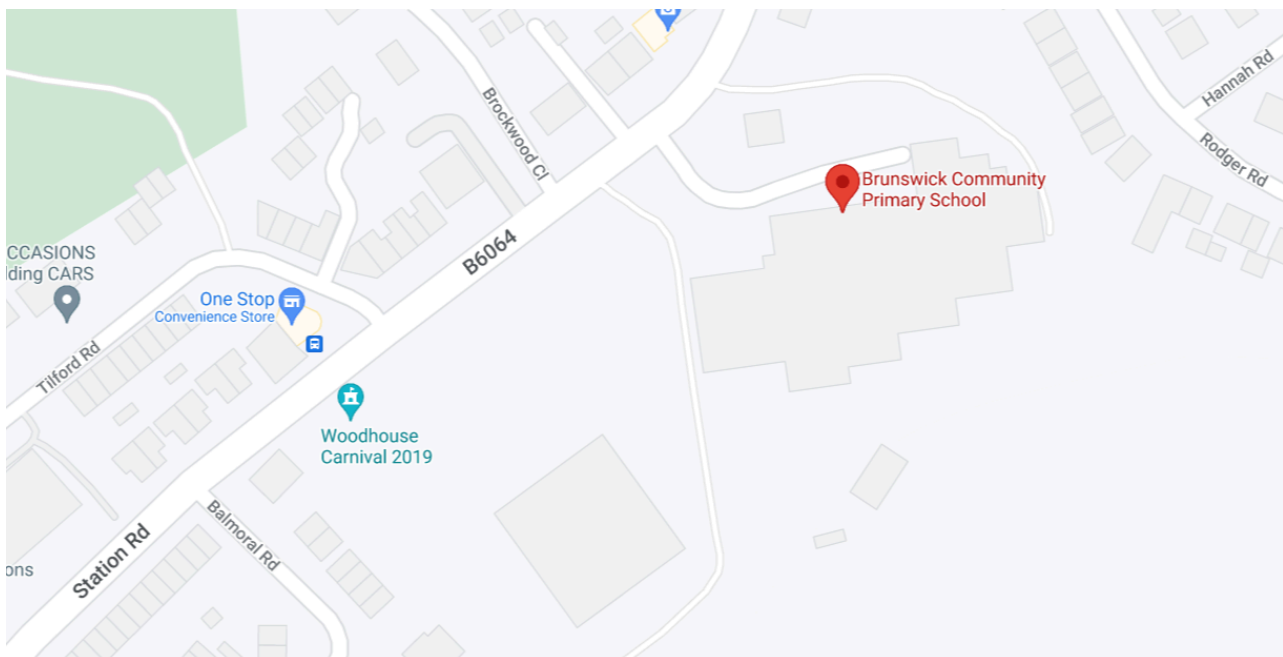 Brockwood Cl
Hannah Rd
Rodger Rd
Brunswick Community
Primary School
B6064
CCASIONS
lding CARS
One Stop
Convenience Store
Tilford Rd
Woodhouse
Carnival 2019
Balmoral Rd
Station Rd
ons